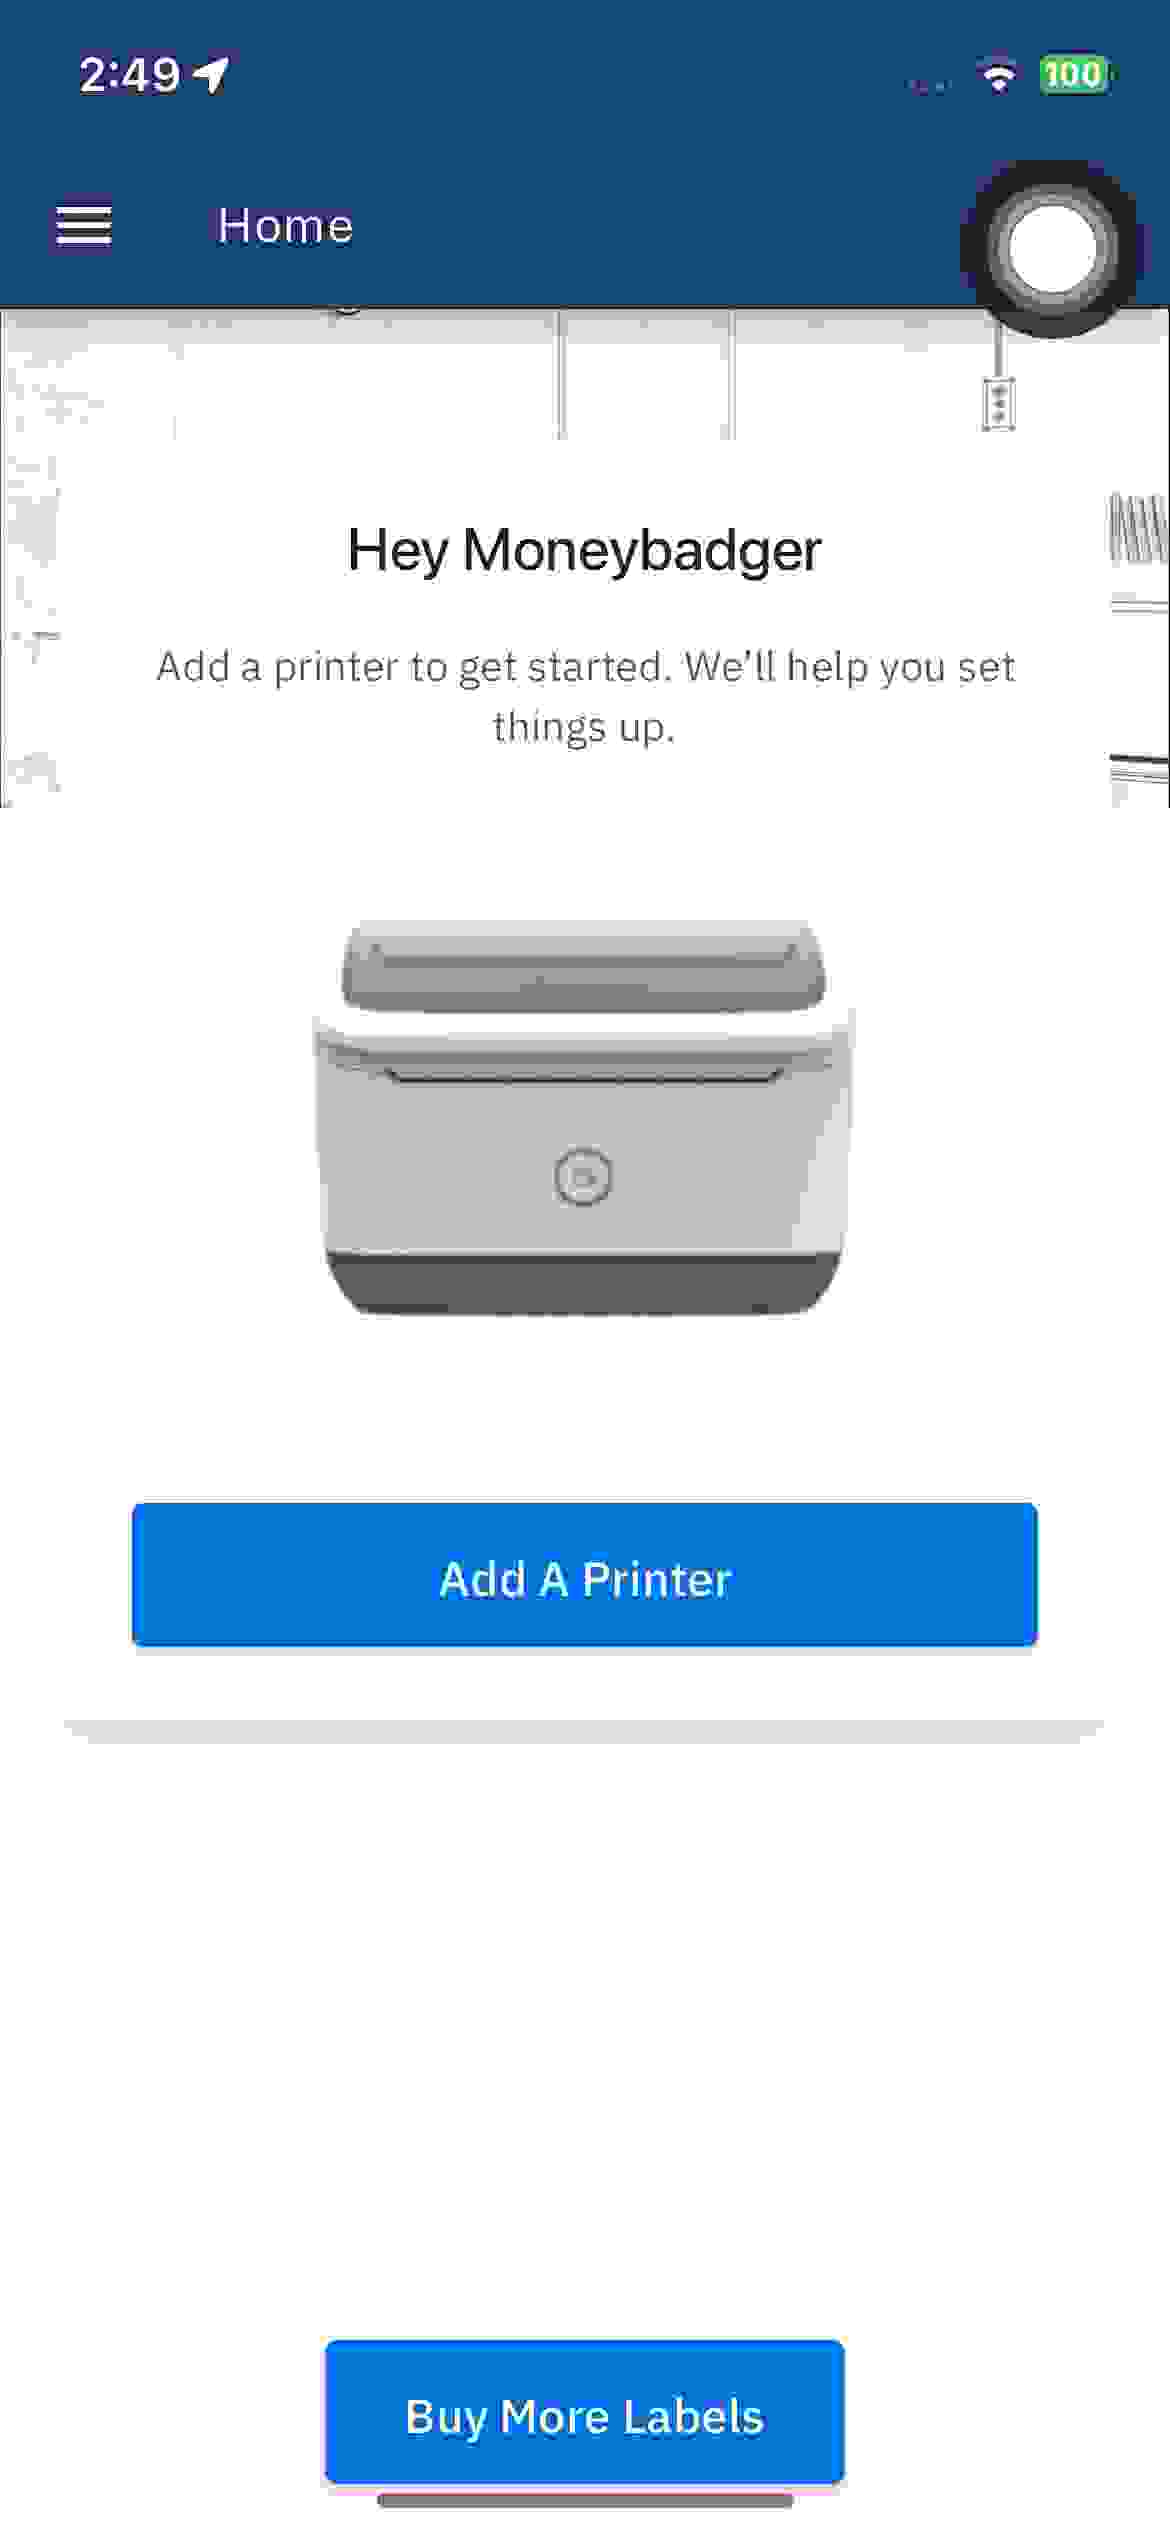 2:49
100
Home
Hey Moneybadger
Add a printer to get started. We'll help you set
things up.
Add A Printer
Buy More Labels